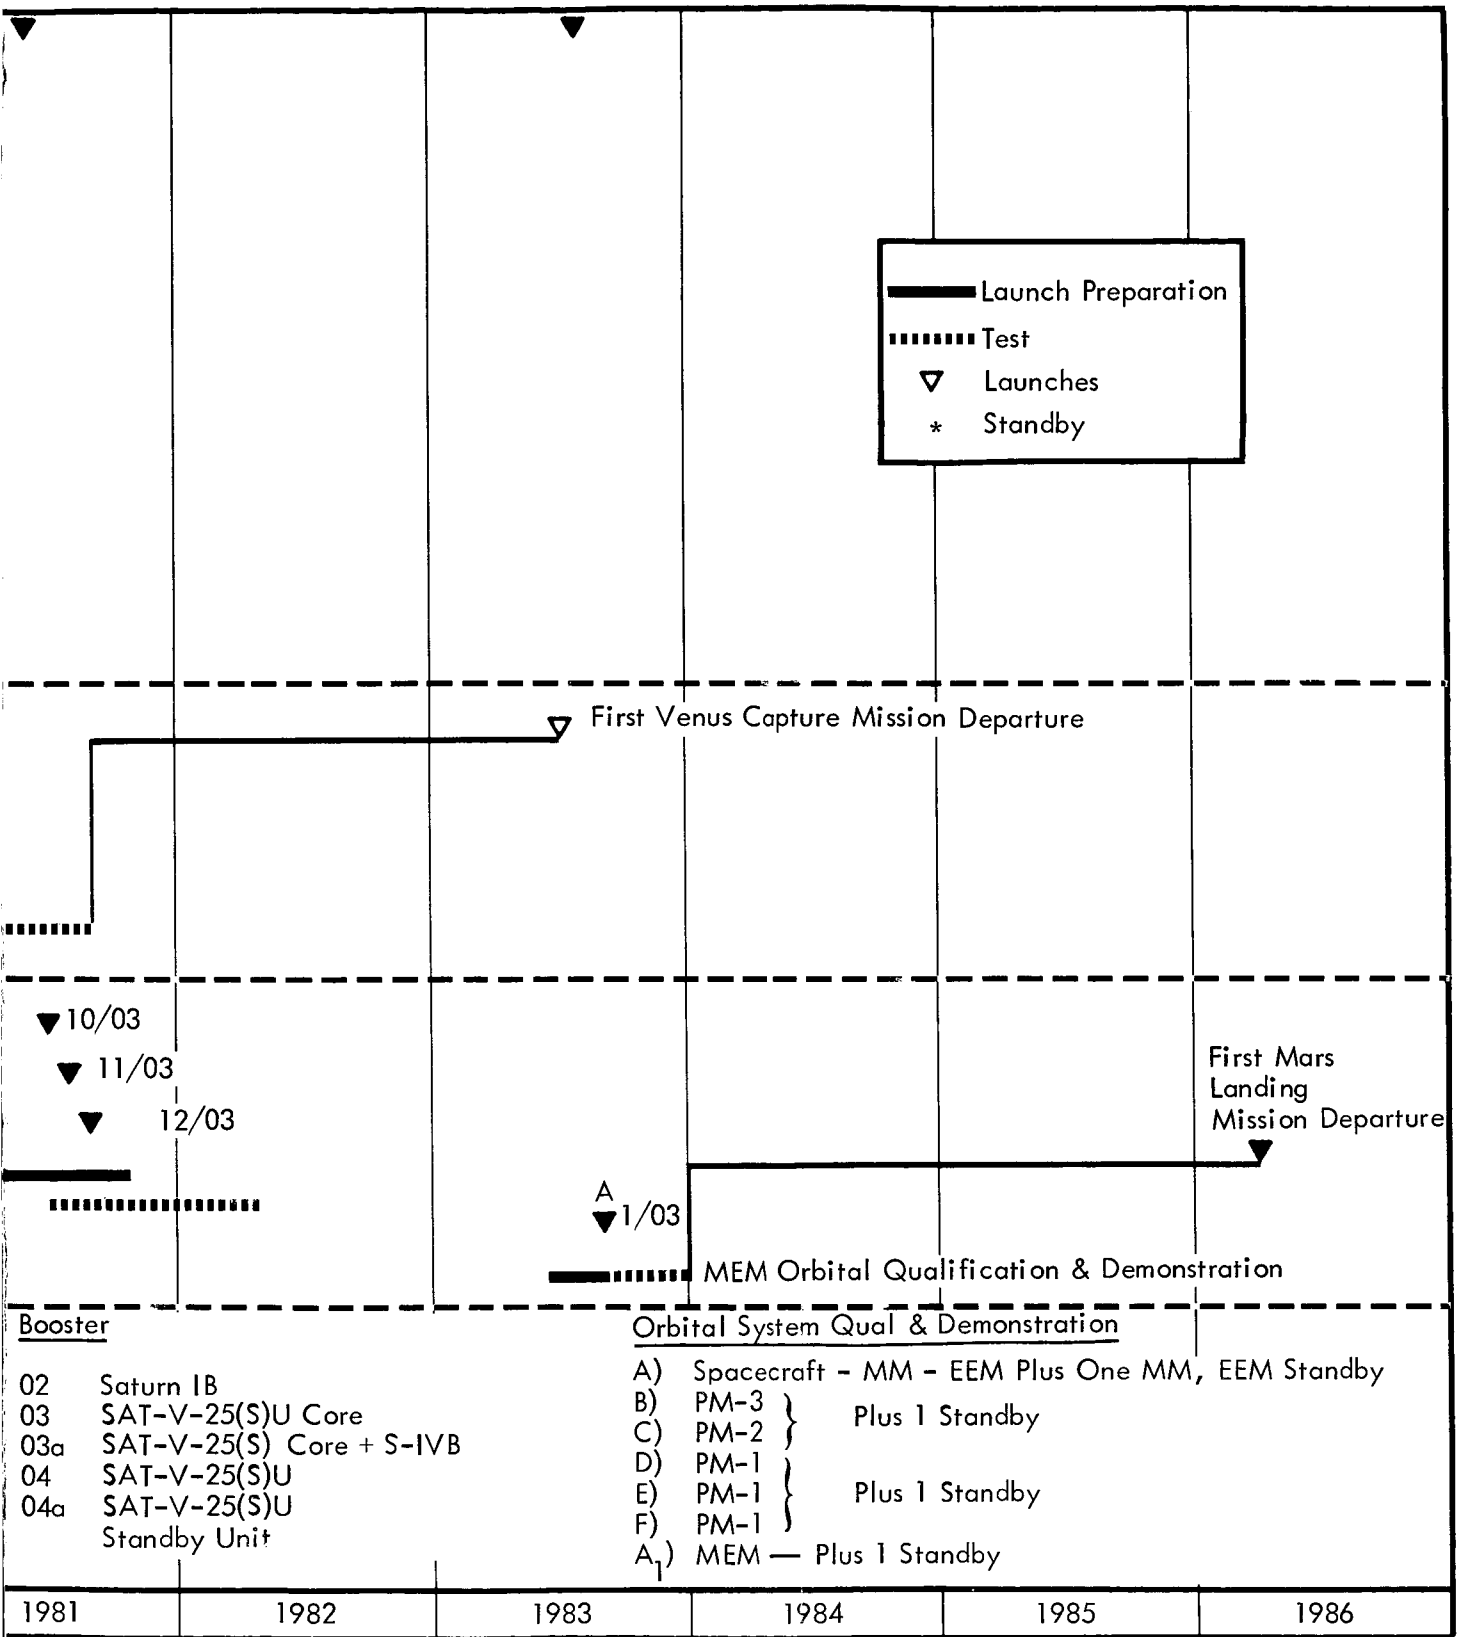 Launch Preparation
Test
Launches
* Standby
First Venus Capture Mission Departure
10/03
11/03
12/03
First Mars
Landing
Mission Departure
A
1/03
MEM Orbital Qualification & Demonstration
Booster
02 Saturn IB
03 SAT-V-25(S)U Core
03a SAT-V-25(S) Core + S-IVB
04 SAT-V-25(S)U
04a SAT-V-25(S)U
Standby Unit
Orbital System Qual & Demonstration
A) Spacecraft - MM - EEM Plus One MM, EEM Standby
B) PM-3
C) PM-2
Plus 1 Standby
D) PM-1
E) PM-1
F) PM-1
Plus 1 Standby
A1) MEM — Plus 1 Standby
1981 1982 1983 1984 1985 1986